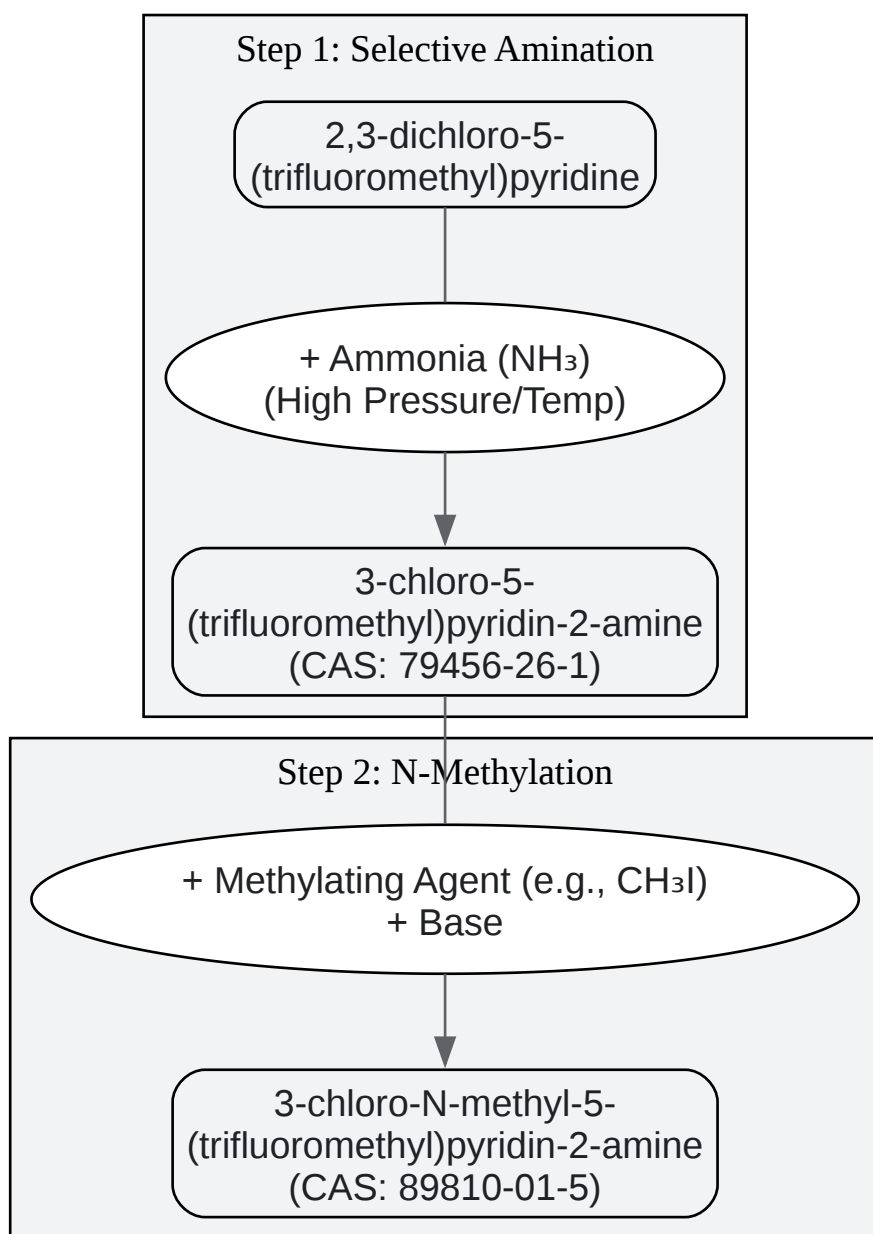 Step 1: Selective Amination
2,3-dichloro-5-
(trifluoromethyl)pyridine
+ Ammonia (NH₃)
(High Pressure/Temp)
3-chloro-5-
(trifluoromethyl)pyridin-2-amine
(CAS: 79456-26-1)
Step 2: N-Methylation
+ Methylating Agent (e.g., CH₃I)
+ Base
3-chloro-N-methyl-5-
(trifluoromethyl)pyridin-2-amine
(CAS: 89810-01-5)